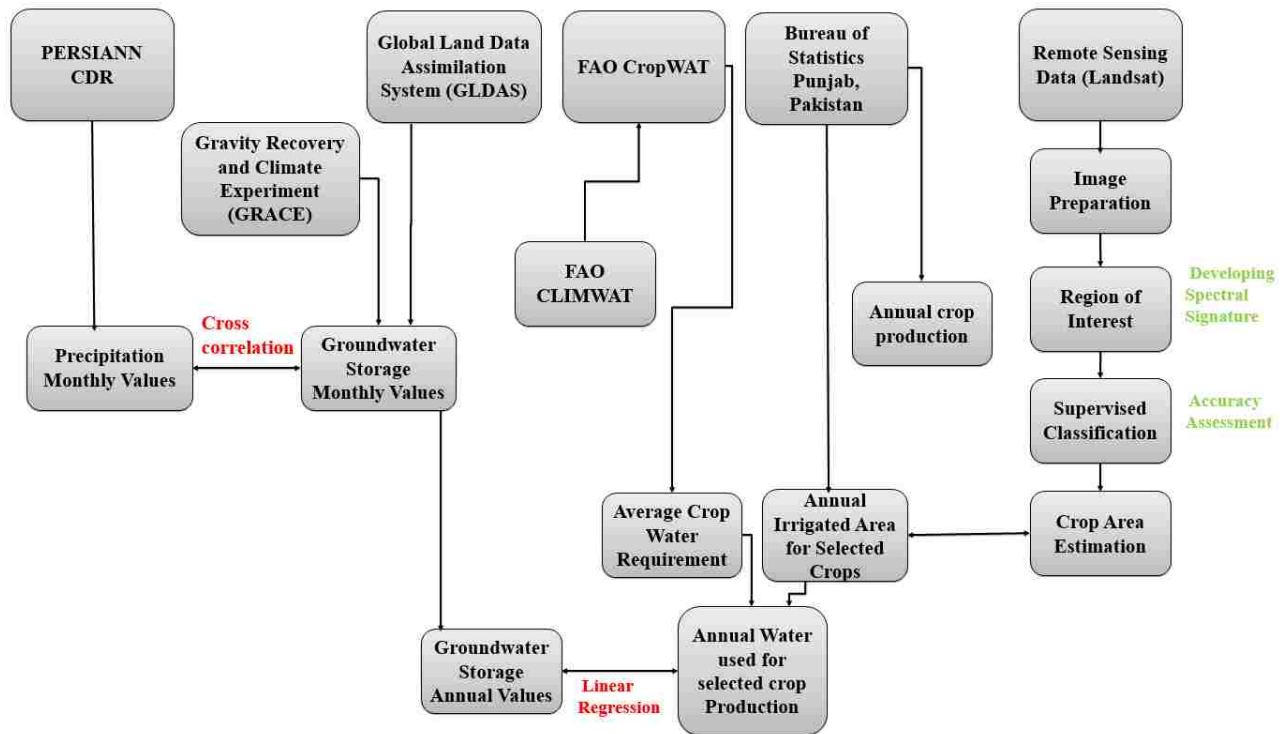 PERSIANN
CDR
Global Land Data
Assimilation
System (GLDAS)
FAO CropWAT
Bureau of
Statistics
Punjab,
Pakistan
Remote Sensing
Data (Landsat)
Gravity Recovery
and Climate
Experiment
(GRACE)
Image
Preparation
FAO
CLIMWAT
Annual crop
production
Region of
Interest
Developing
Spectral
Signature
Precipitation
Monthly Values
Cross
correlation
Groundwater
Storage
Monthly Values
Supervised
Classification
Accuracy
Assessment
Average Crop
Water
Requirement
Annual
Irrigated Area
for Selected
Crops
Crop Area
Estimation
Groundwater
Storage
Annual Values
Linear
Regression
Annual Water
used for
selected crop
Production